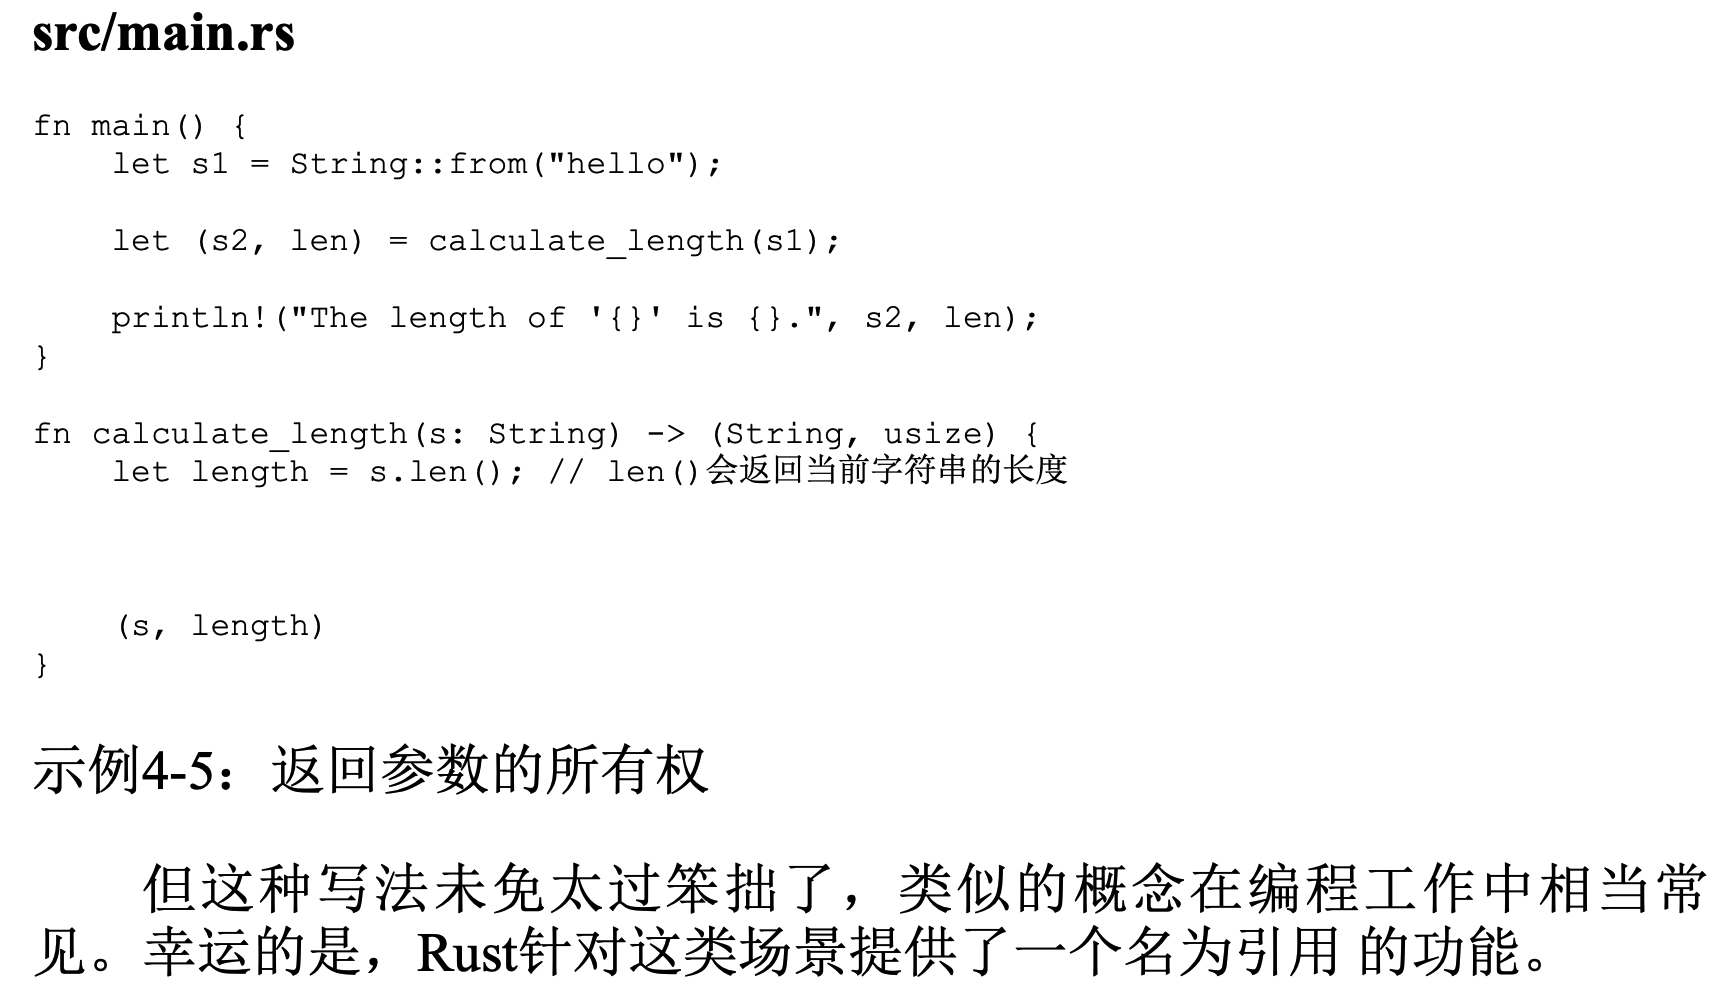 src/main.rs
fn main() {
    let s1 = String::from("hello");
    let (s2, len) = calculate_length(s1);
    println!("The length of '{}' is {}.", s2, len);
}
fn calculate_length(s: String) -> (String, usize) {
    let length = s.len(); // len()会返回当前字符串的长度
    (s, length)
}
示例4-5：返回参数的所有权
但这种写法未免太过笨拙了，类似的概念在编程工作中相当常
见。幸运的是，Rust针对这类场景提供了一个名为引用 的功能。